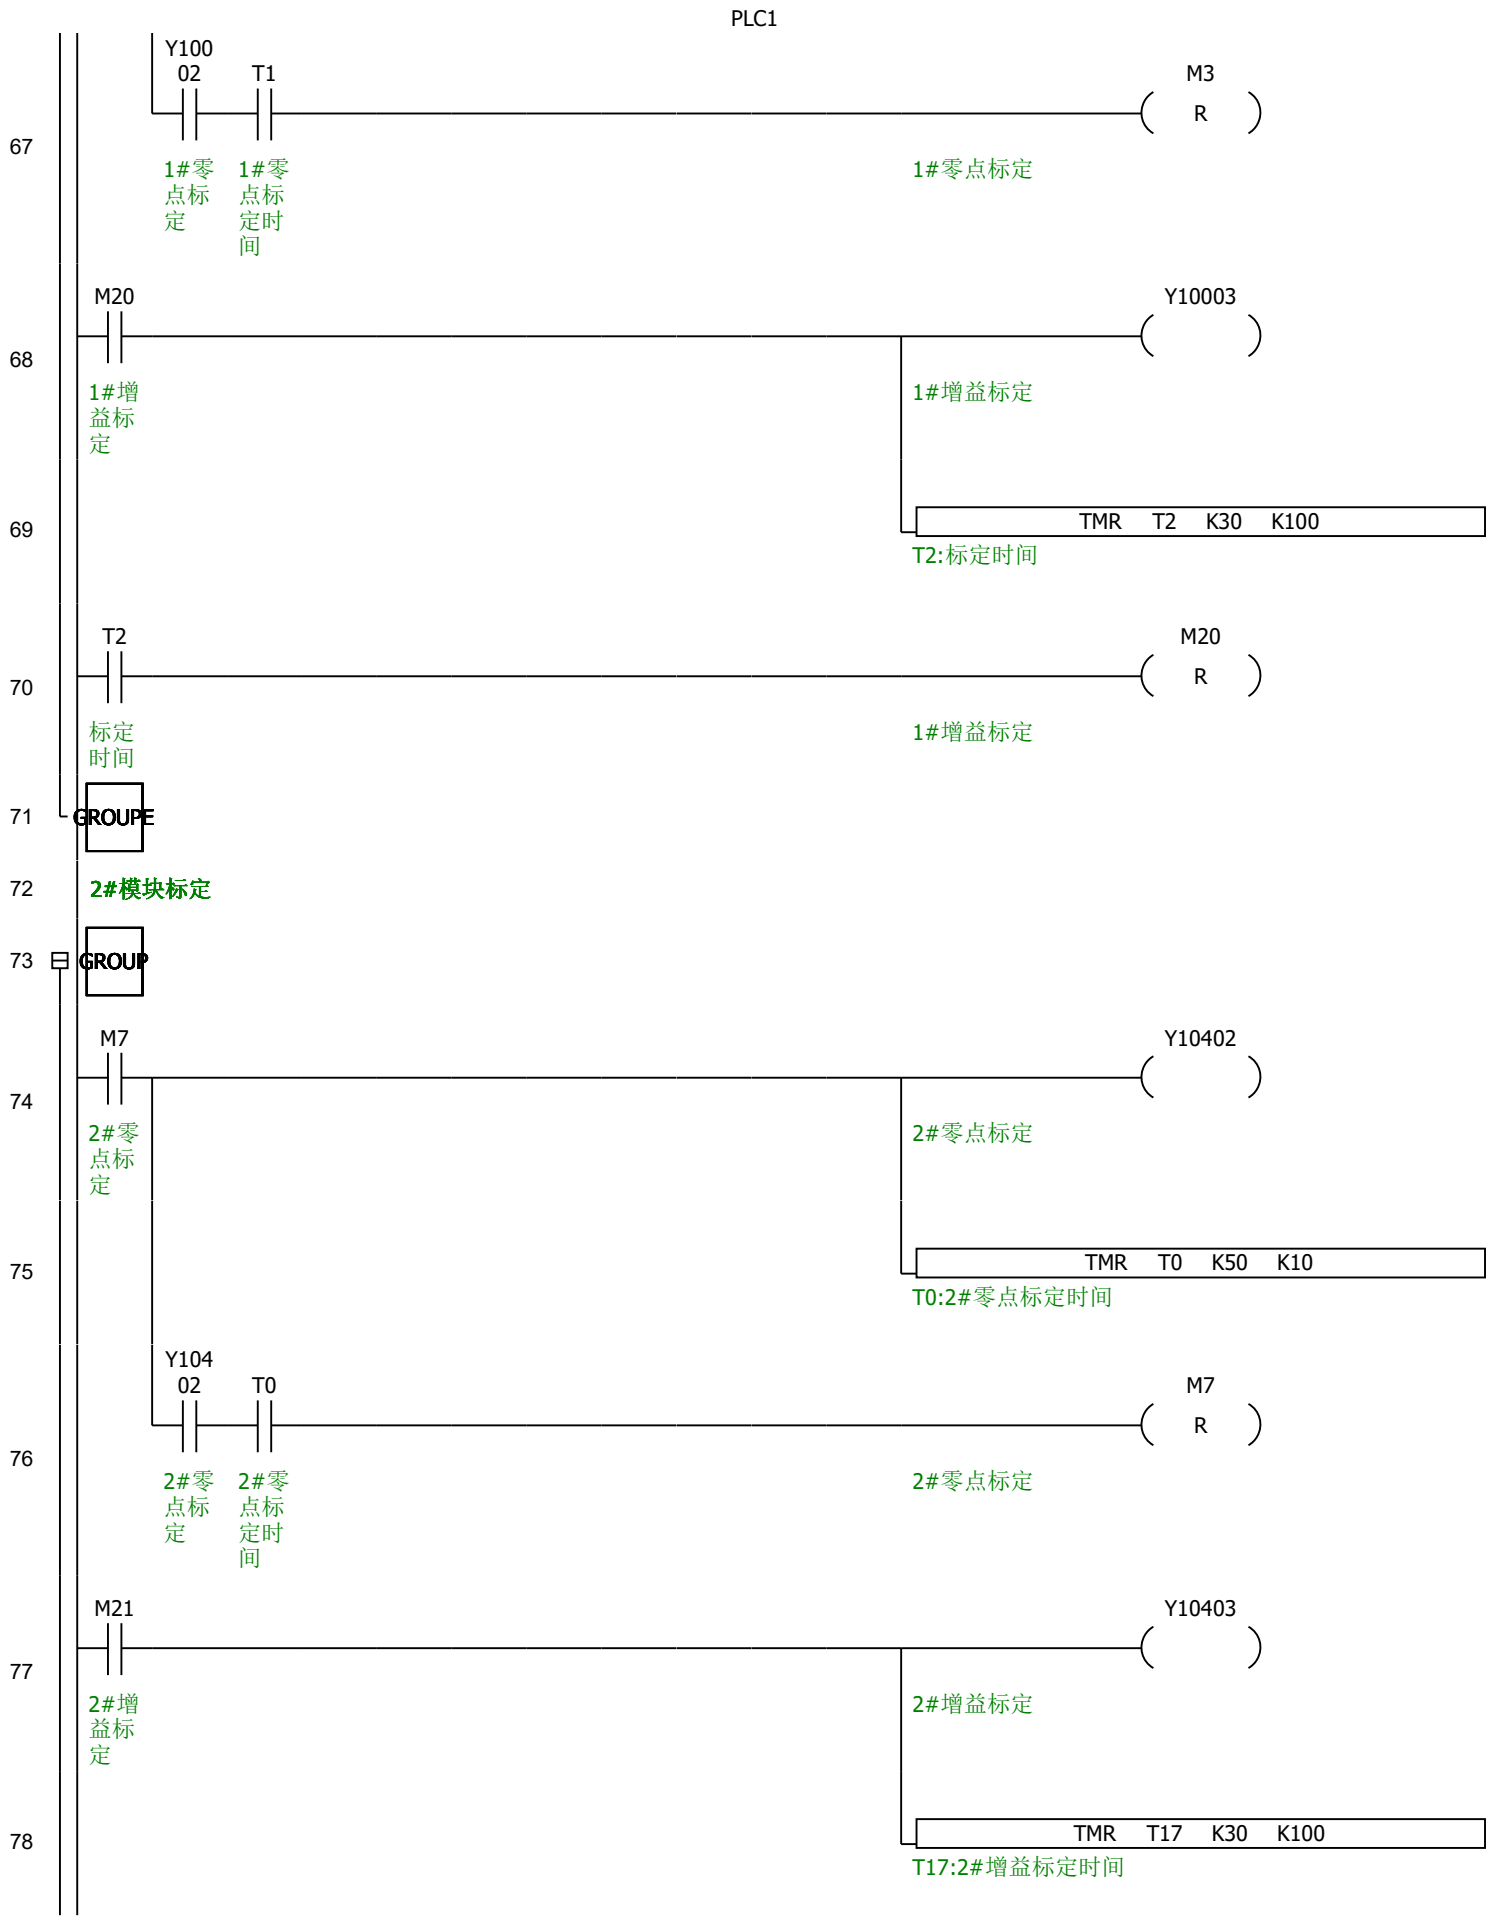 PLC1
Y100
02 T1 M3
R
67
1#零 1#零 1#零点标定
点标 点标
定 定时
间
M20 Y10003
68
1#增 1#增益标定
益标
定
69 TMR T2 K30 K100
T2:标定时间
T2 M20
R
70
标定 1#增益标定
时间
71 GROUPE
72 2#模块标定
73 GROUP
M7 Y10402
74
2#零 2#零点标定
点标
定
75 TMR T0 K50 K10
T0:2#零点标定时间
Y104
02 T0 M7
R
76
2#零 2#零 2#零点标定
点标 点标
定 定时
间
M21 Y10403
77
2#增 2#增益标定
益标
定
78 TMR T17 K30 K100
T17:2#增益标定时间